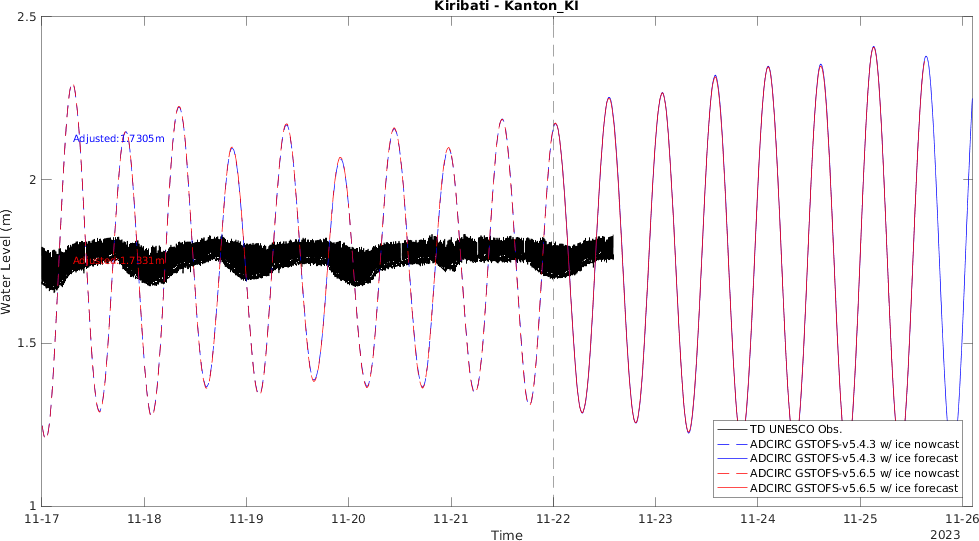 Kiribati - Kanton_KI
2.5
2
1.5
1
Water Level (m)
Adjusted:1.7305m
Adjusted:1.7331m
TD UNESCO Obs.
ADCIRC GSTOFS-v5.4.3 w/ ice nowcast
ADCIRC GSTOFS-v5.4.3 w/ ice forecast
ADCIRC GSTOFS-v5.6.5 w/ ice nowcast
ADCIRC GSTOFS-v5.6.5 w/ ice forecast
11-17 11-18 11-19 11-20 11-21 11-22 11-23 11-24 11-25 11-26
2023
Time